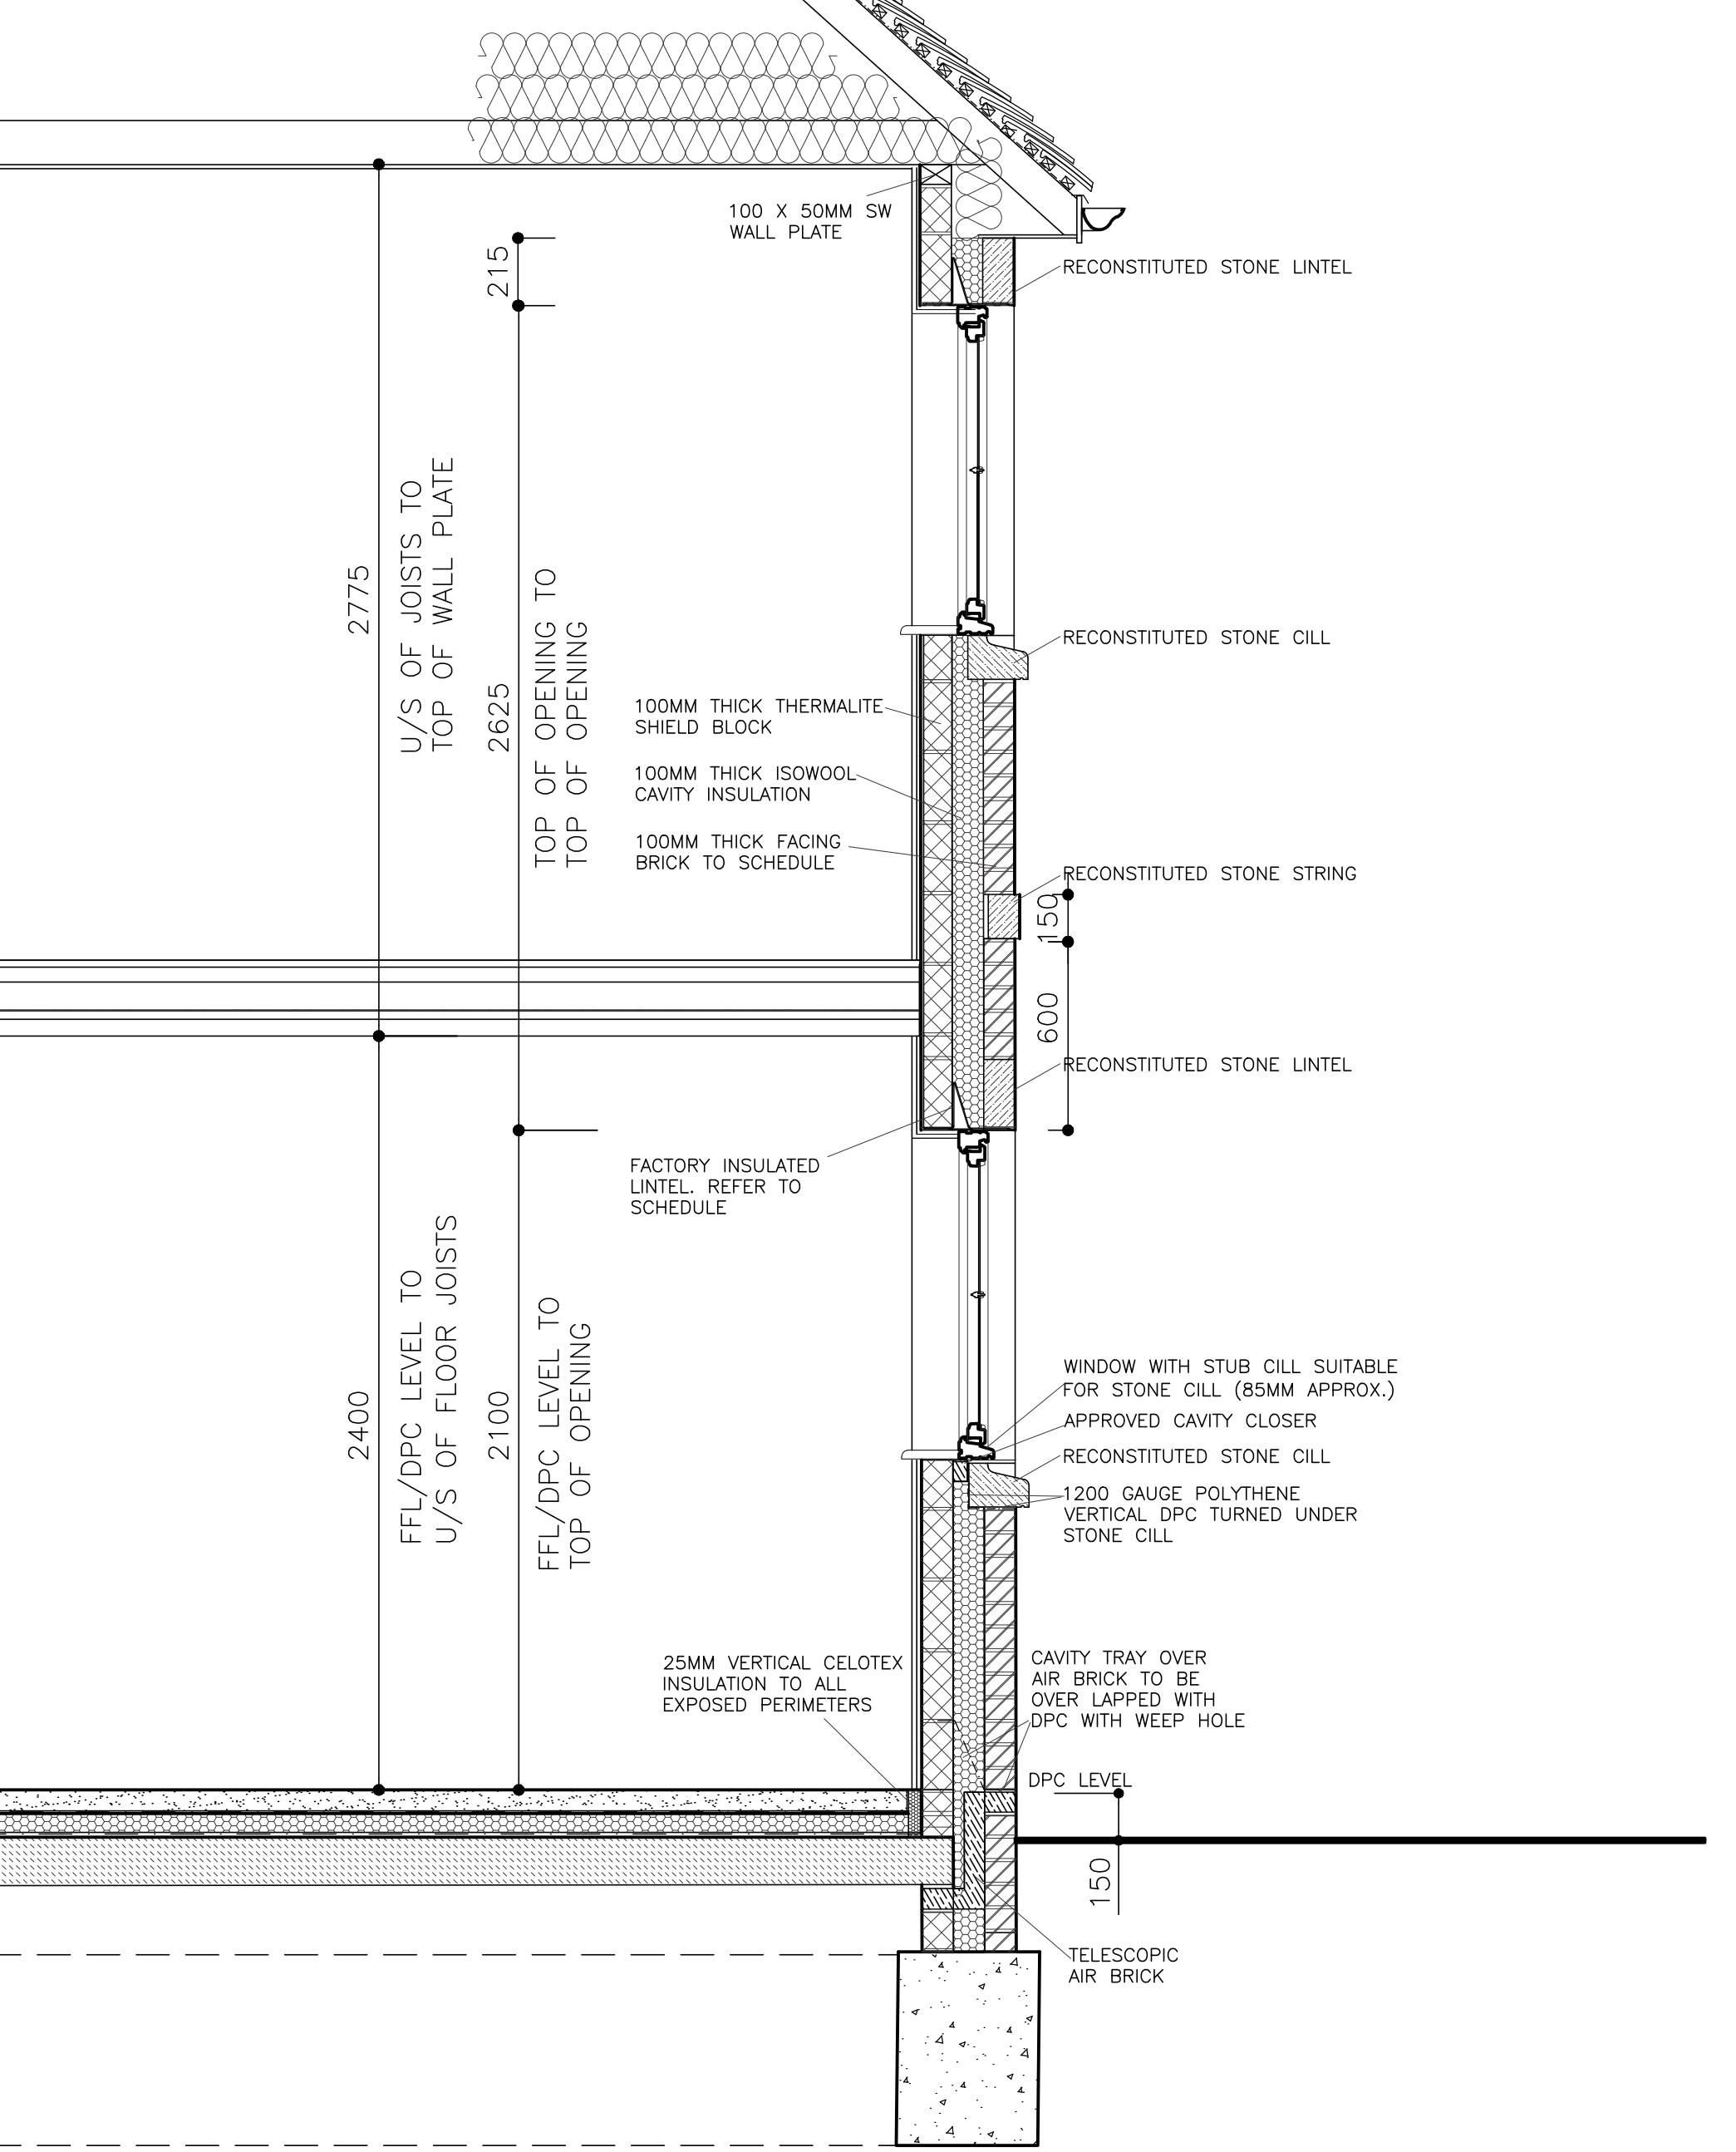 100 X 50MM SW
WALL PLATE
215
RECONSTITUTED STONE LINTEL
2775
U/S OF JOISTS TO
TOP OF WALL PLATE
2625
TOP OF OPENING TO
TOP OF OPENING
RECONSTITUTED STONE CILL
100MM THICK THERMALITE
SHIELD BLOCK
100MM THICK ISOWOOL
CAVITY INSULATION
100MM THICK FACING
BRICK TO SCHEDULE
RECONSTITUTED STONE STRING
150
600
RECONSTITUTED STONE LINTEL
FACTORY INSULATED
LINTEL. REFER TO
SCHEDULE
2400
FFL/DPC LEVEL TO
U/S OF FLOOR JOISTS
2100
FFL/DPC LEVEL TO
TOP OF OPENING
WINDOW WITH STUB CILL SUITABLE
FOR STONE CILL (85MM APPROX.)
APPROVED CAVITY CLOSER
RECONSTITUTED STONE CILL
1200 GAUGE POLYTHENE
VERTICAL DPC TURNED UNDER
STONE CILL
25MM VERTICAL CELOTEX
INSULATION TO ALL
EXPOSED PERIMETERS
CAVITY TRAY OVER
AIR BRICK TO BE
OVER LAPPED WITH
DPC WITH WEEP HOLE
DPC LEVEL
150
TELESCOPIC
AIR BRICK